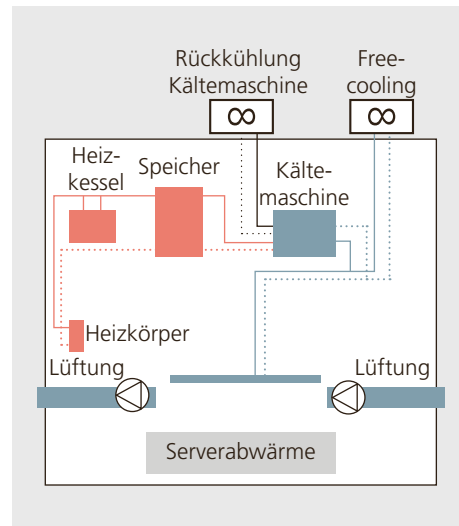 Rückkühlung
Kältemaschine
Free-
cooling
Heiz-
kessel
Speicher
Kälte-
maschine
Heizkörper
Lüftung
Lüftung
Serverabwärme